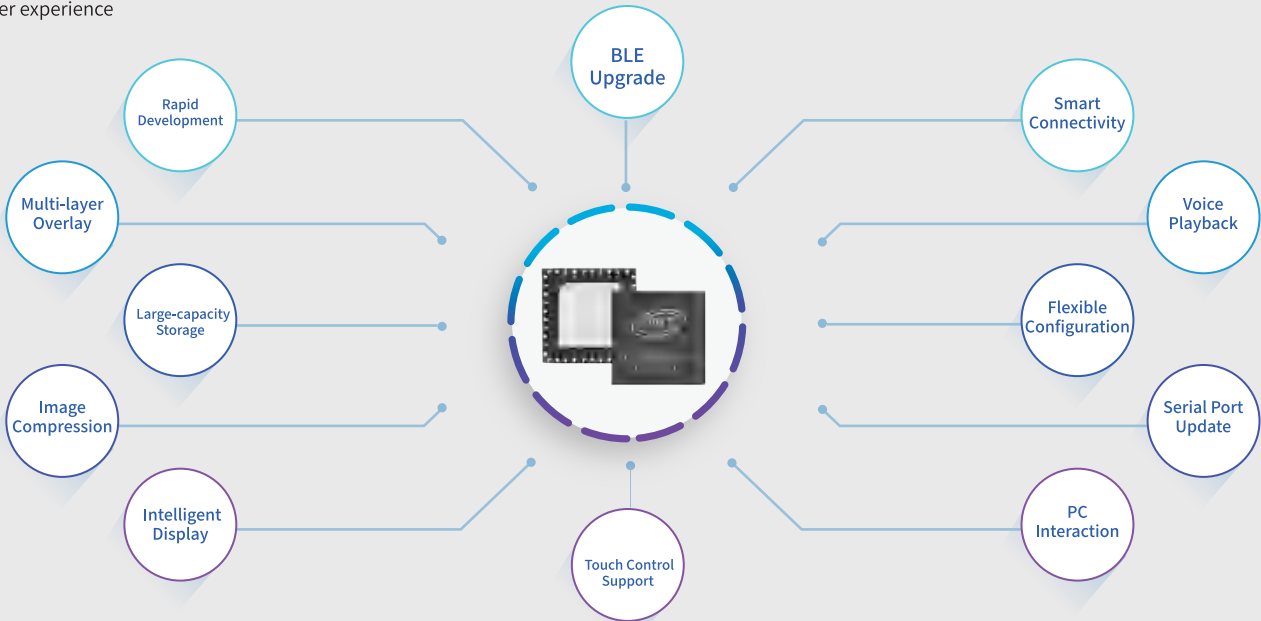 er experience
BLE
Upgrade
Rapid
Development
Smart
Connectivity
Multi-layer
Overlay
Voice
Playback
Large-capacity
Storage
Flexible
Configuration
Image
Compression
Serial Port
Update
Intelligent
Display
PC
Interaction
Touch Control
Support